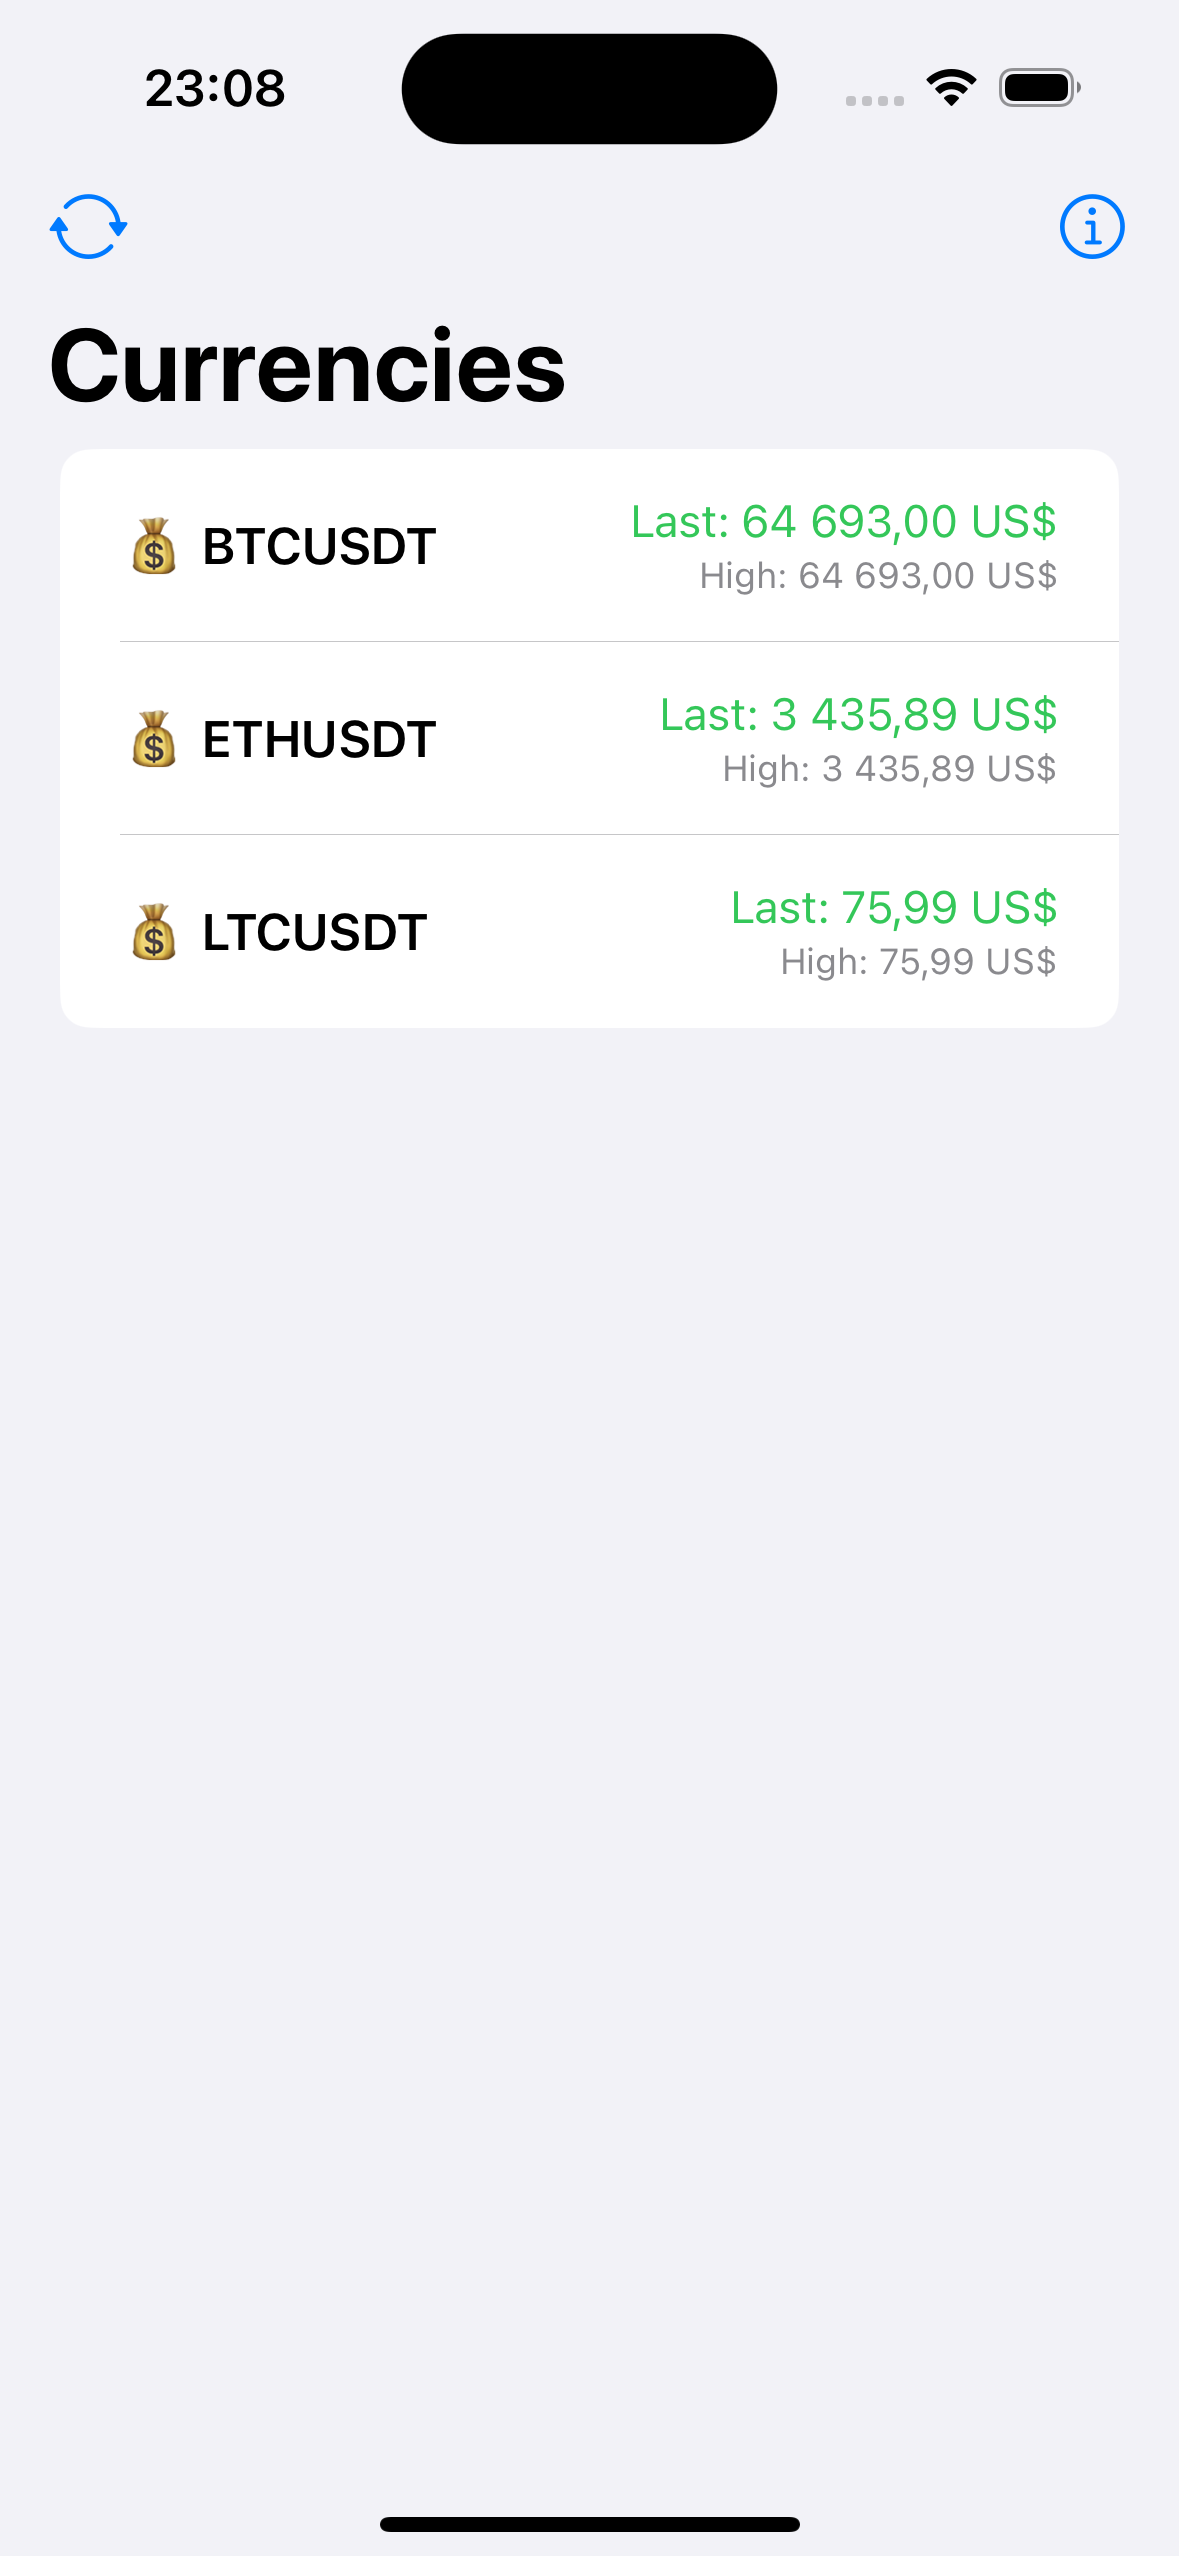 23:08
Currencies
BTCUSDT
Last: 64 693,00 US$
High: 64 693,00 US$
ETHUSDT
Last: 3 435,89 US$
High: 3 435,89 US$
LTCUSDT
Last: 75,99 US$
High: 75,99 US$